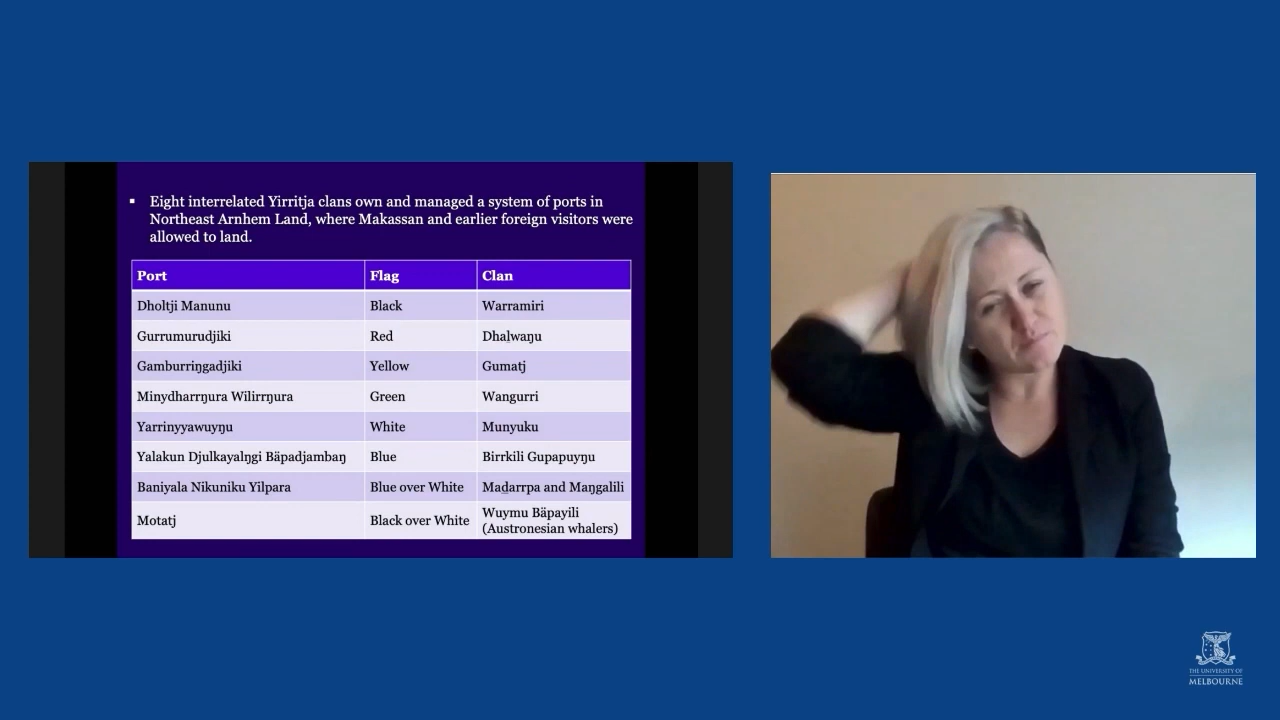 ▪ Eight interrelated Yirritja clans own and managed a system of ports in
Northeast Arnhem Land, where Makassan and earlier foreign visitors were
allowed to land.
Port Flag Clan
Dholtji Manunu Black Warramiri
Gurrumurudjiki Red Dhaḻwaŋu
Gamburriŋgadjiki Yellow Gumatj
Minydharrŋura Wilirrŋura Green Wangurri
Yarrinyyawuyŋu White Munyuku
Yalakun Djulkayalŋgi Bäpadjambaŋ Blue Birrkili Gupapuyŋu
Baniyala Nikuniku Yilpara Blue over White Maḏarrpa and Maŋgalili
Motatj Black over White Wuymu Bäpayili
(Austronesian whalers)
THE UNIVERSITY OF
MELBOURNE